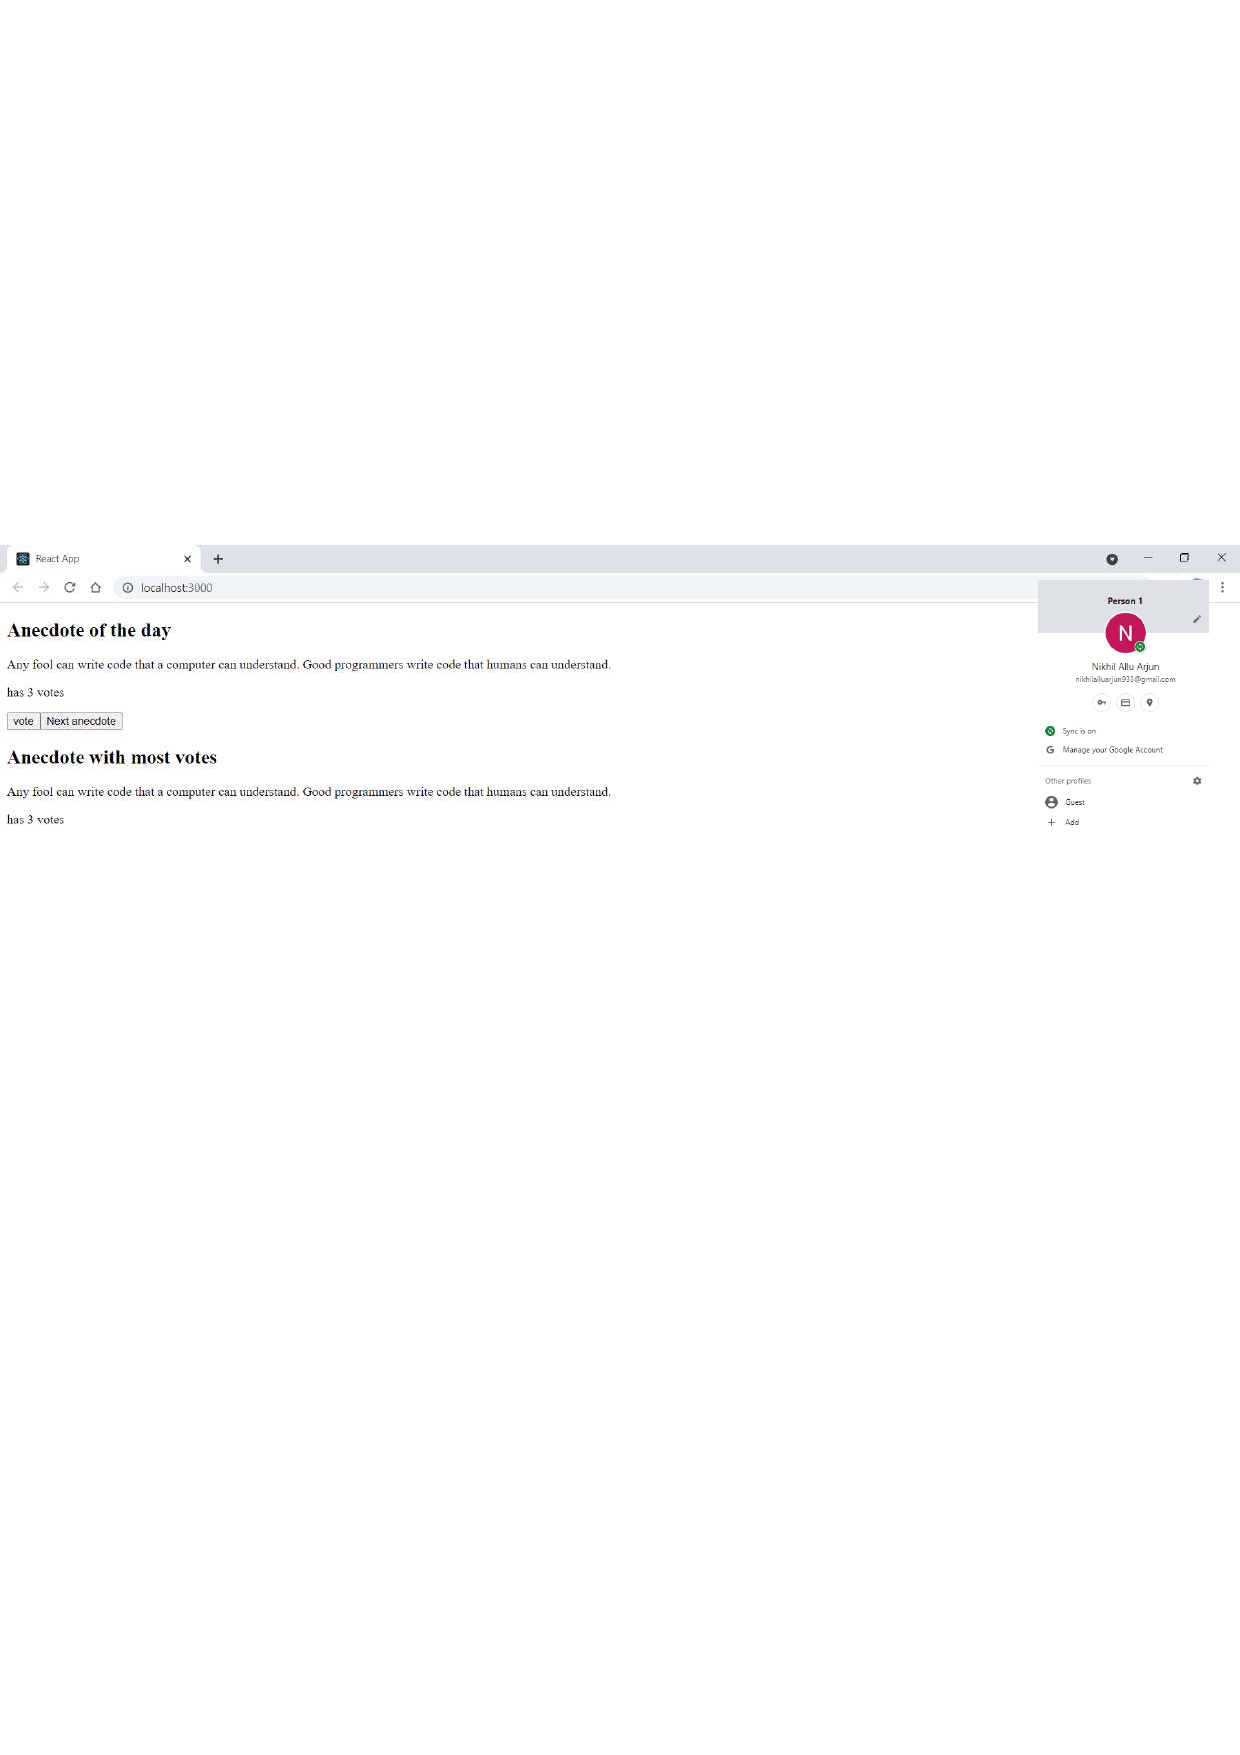 React App
localhost:3000
Anecdote of the day
Any fool can write code that a computer can understand. Good programmers write code that humans can understand.
has 3 votes
vote Next anecdote
Anecdote with most votes
Any fool can write code that a computer can understand. Good programmers write code that humans can understand.
has 3 votes
Person 1
N
Nikhil Allu Arjun
nikhilalluarjun933@gmail.com
Sync is on
G Manage your Google Account
Other profiles
Guest
Add